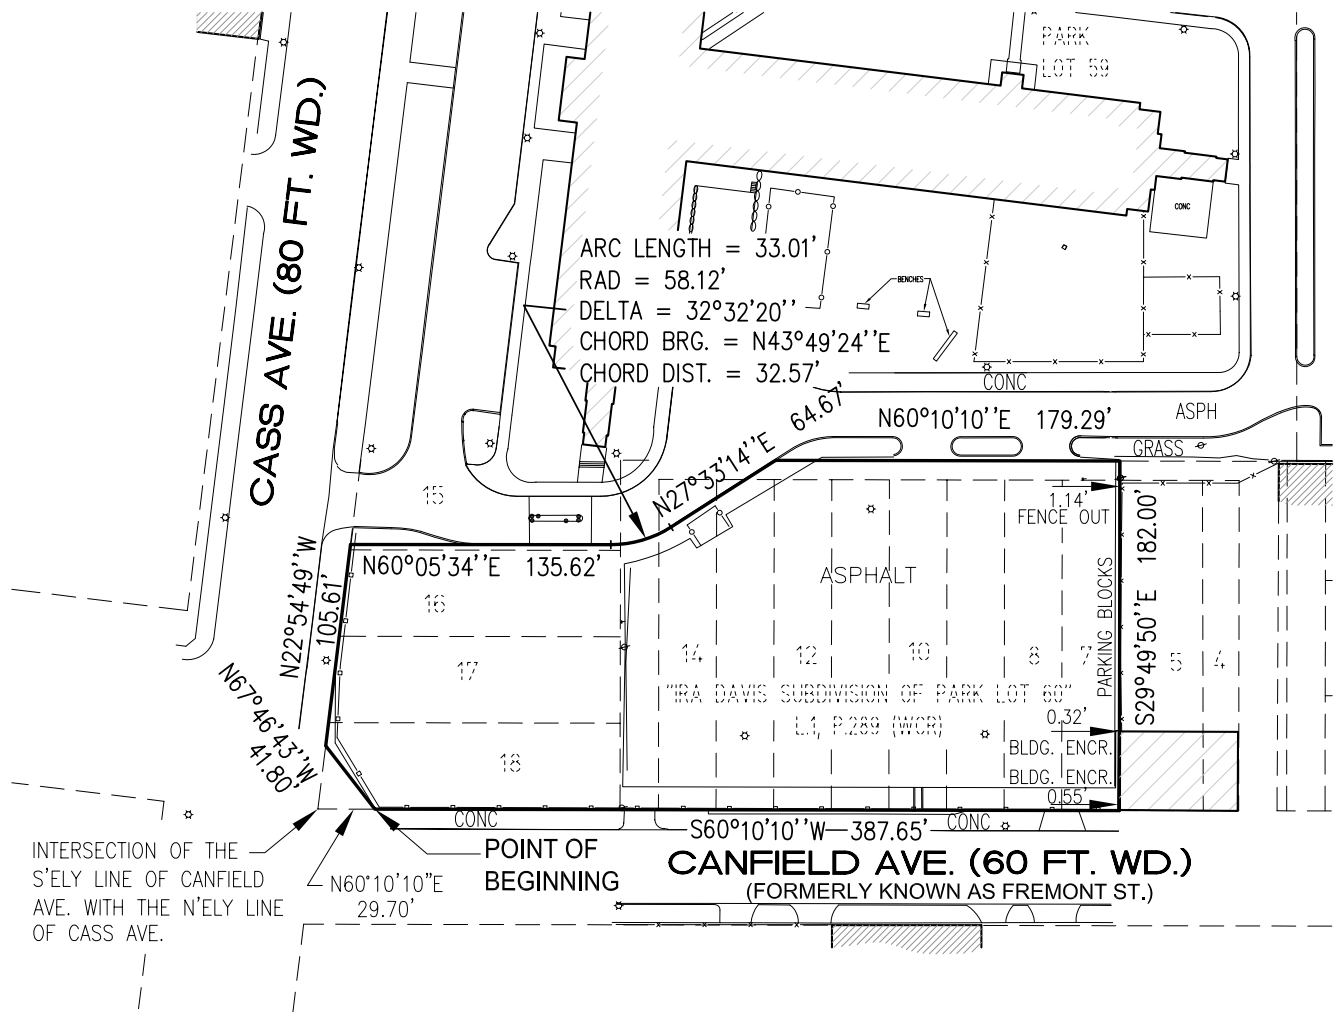 PARK
LOT 59
CASS AVE. (80 FT. WD.)
CONC
ARC LENGTH = 33.01'
RAD = 58.12'
DELTA = 32°32'20''
CHORD BRG. = N43°49'24''E
CHORD DIST. = 32.57'
BENCHES
CONC
N27°33'14''E 64.67'
N60°10'10''E 179.29'
ASPH
GRASS
15
1.14'
FENCE OUT
N60°05'34''E 135.62'
ASPHALT
N22°54'49''W
105.61'
16
17
18
14
12
10
8
7
5
4
PARKING BLOCKS
S29°49'50''E 182.00'
"IRA DAVIS SUBDIVISION OF PARK LOT 60"
L.1, P.289 (WCR)
N67°46'43''W
41.80'
0.32'
BLDG. ENCR.
BLDG. ENCR.
0.55'
CONC
S60°10'10''W 387.65'
CONC
INTERSECTION OF THE
S'ELY LINE OF CANFIELD
AVE. WITH THE N'ELY LINE
OF CASS AVE.
N60°10'10"E
29.70'
POINT OF
BEGINNING
CANFIELD AVE. (60 FT. WD.)
(FORMERLY KNOWN AS FREMONT ST.)